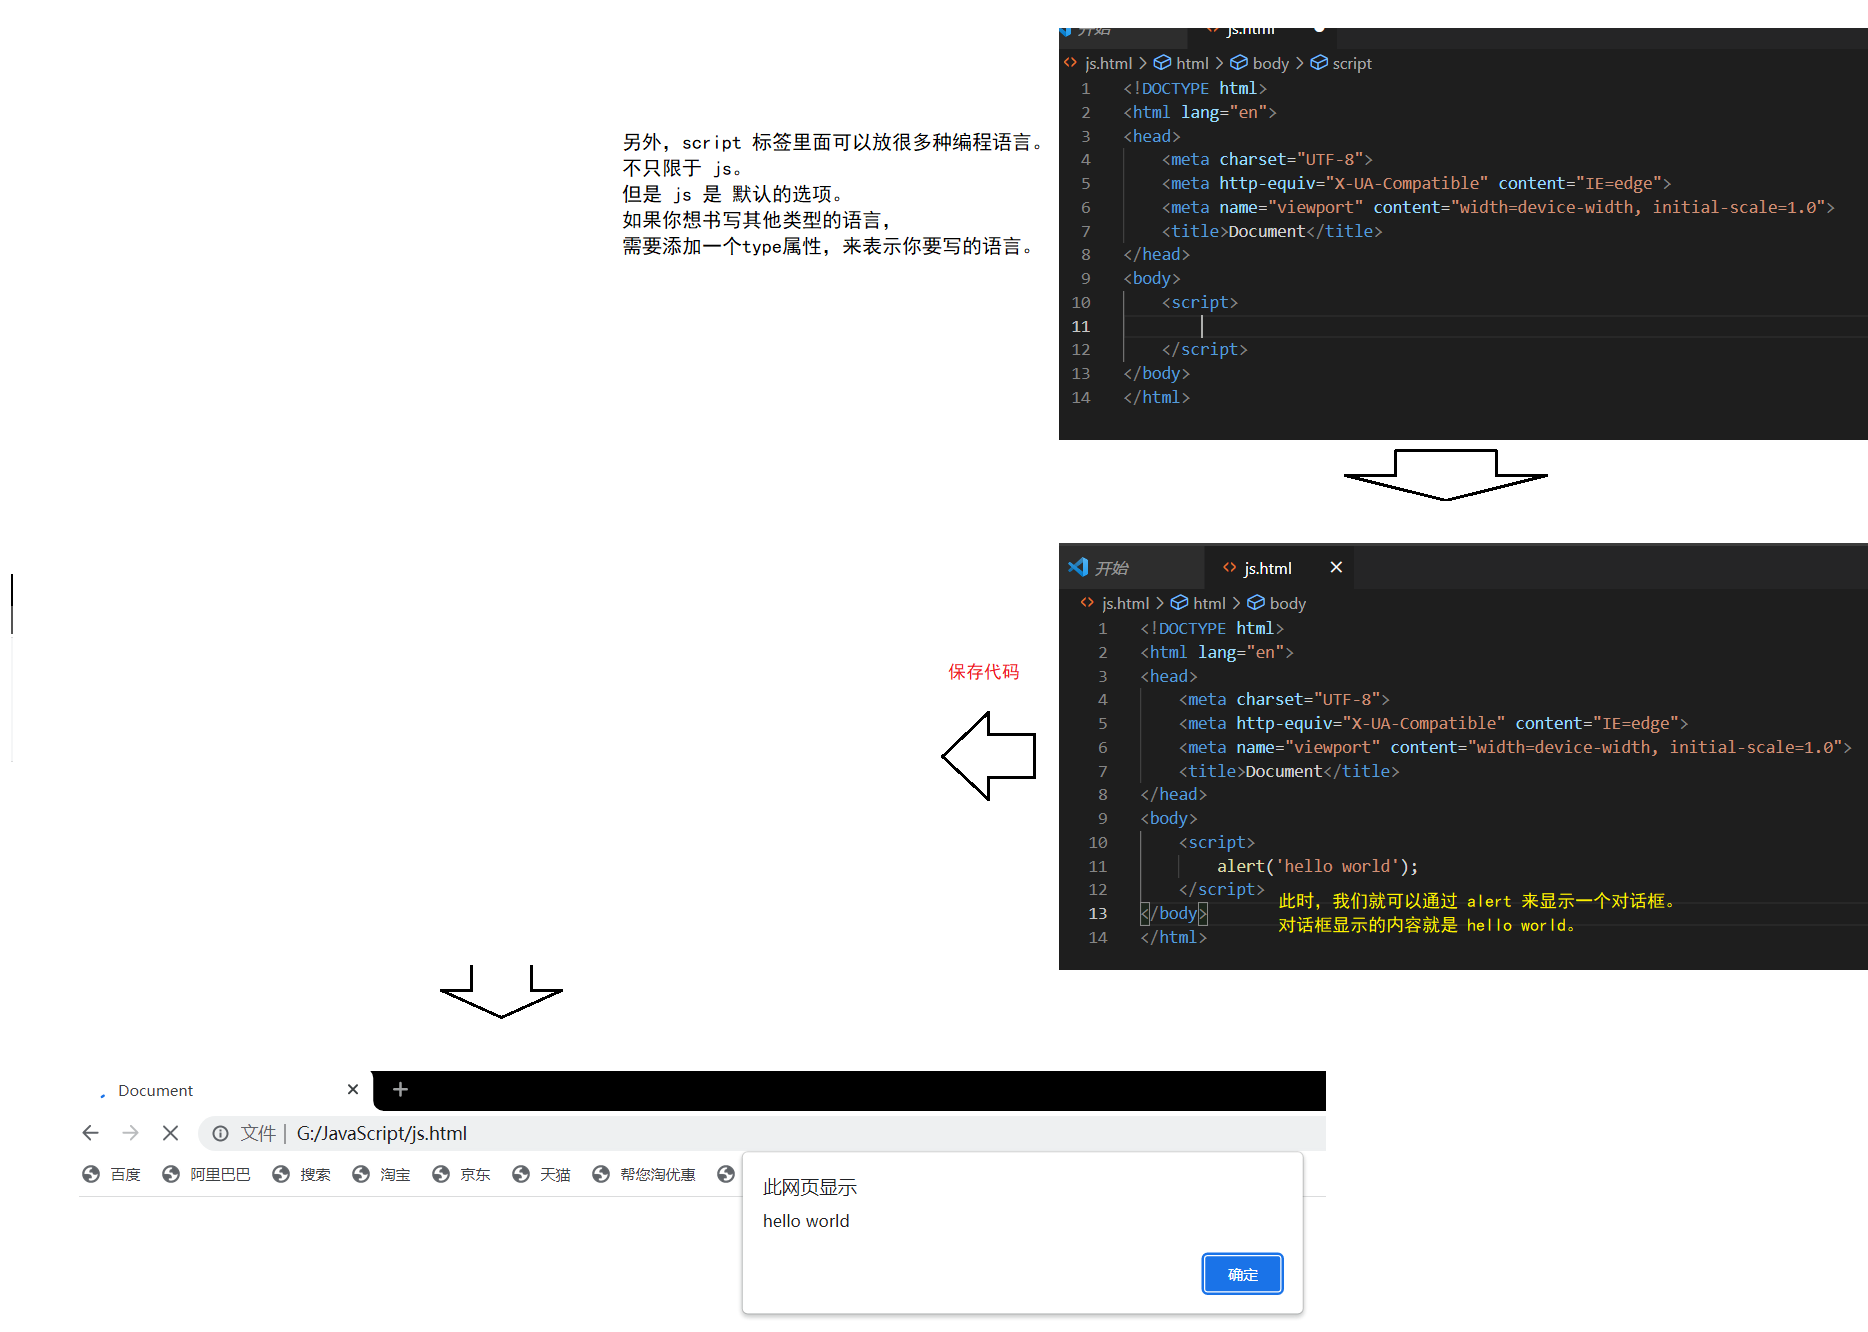 开始 js.html
js.html > html > body > script
1 <!DOCTYPE html>
2 <html lang="en">
3 <head>
4 <meta charset="UTF-8">
5 <meta http-equiv="X-UA-Compatible" content="IE=edge">
6 <meta name="viewport" content="width=device-width, initial-scale=1.0">
7 <title>Document</title>
8 </head>
9 <body>
10 <script>
11
12 </script>
13 </body>
14 </html>
另外，script 标签里面可以放很多种编程语言。
不只限于 js。
但是 js 是 默认的选项。
如果你想书写其他类型的语言，
需要添加一个type属性，来表示你要写的语言。
开始 js.html
js.html > html > body
1 <!DOCTYPE html>
2 <html lang="en">
3 <head>
4 <meta charset="UTF-8">
5 <meta http-equiv="X-UA-Compatible" content="IE=edge">
6 <meta name="viewport" content="width=device-width, initial-scale=1.0">
7 <title>Document</title>
8 </head>
9 <body>
10 <script>
11 alert('hello world');
12 </script>
13 </body>
14 </html>
此时，我们就可以通过 alert 来显示一个对话框。
对话框显示的内容就是 hello world。
保存代码
Document
文件 | G:/JavaScript/js.html
百度 阿里巴巴 搜索 淘宝 京东 天猫 帮您淘优惠
此网页显示
hello world
确定